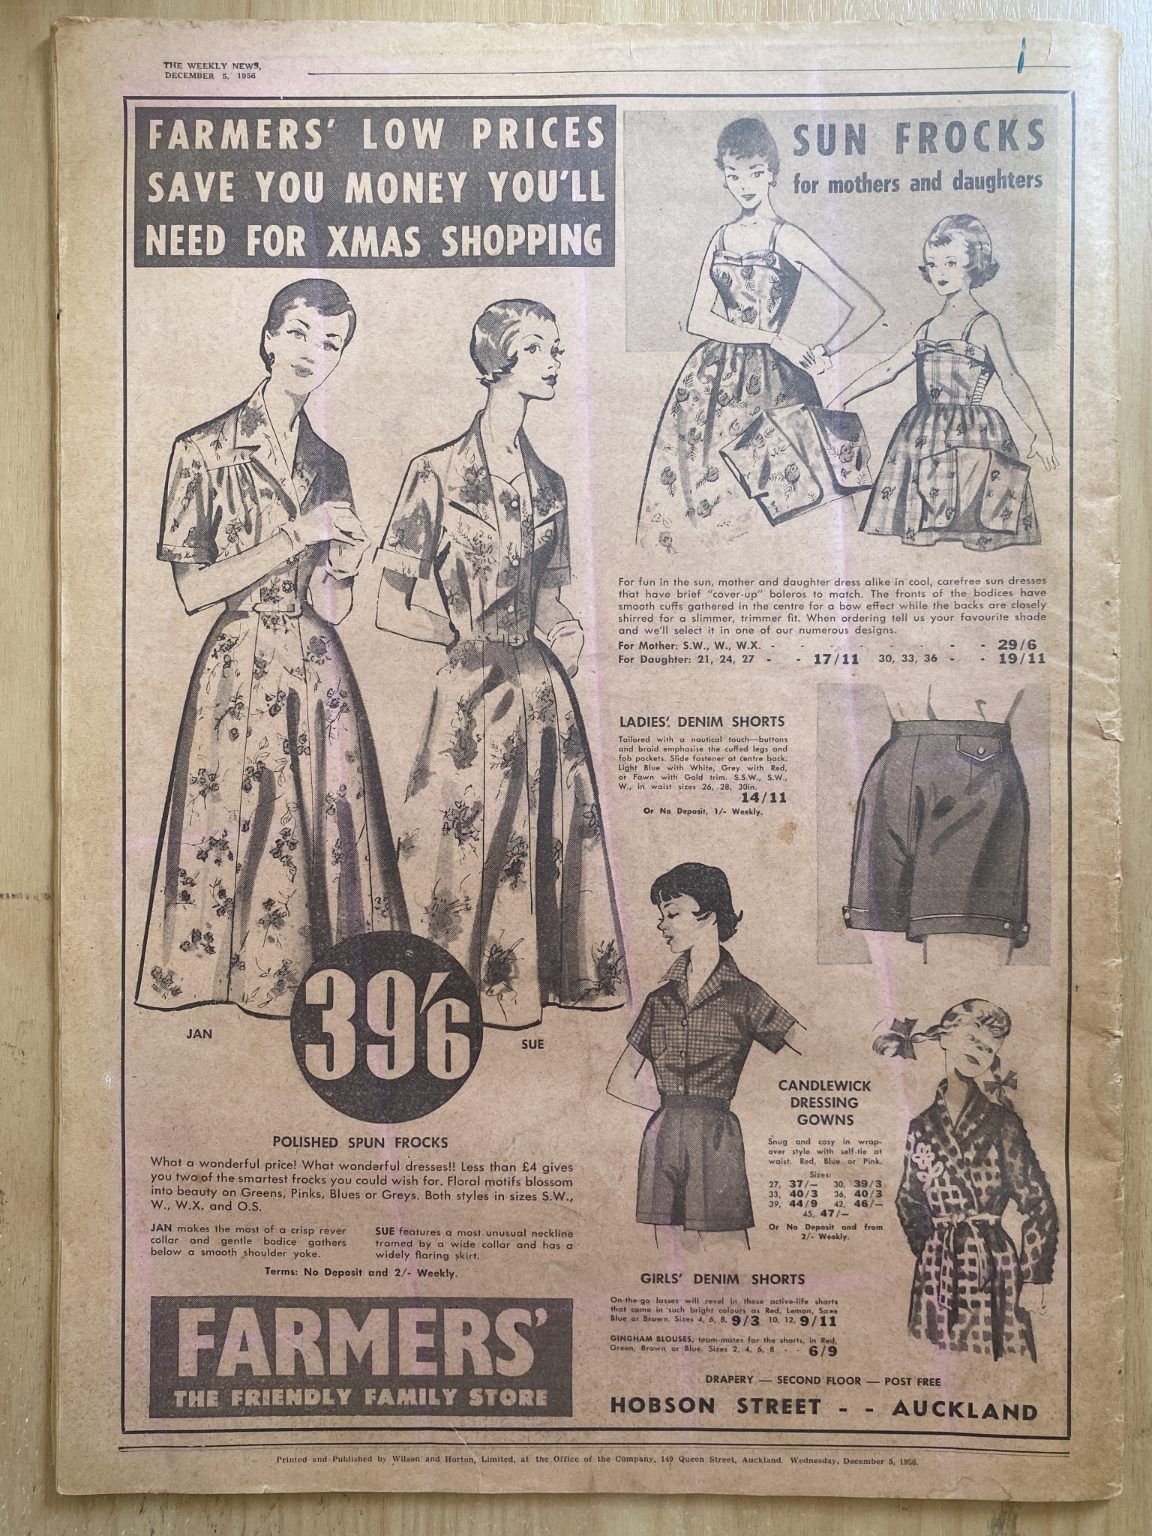 THE WEEKLY NEWS,
DECEMBER 5, 1956
FARMERS' LOW PRICES
SAVE YOU MONEY YOU'LL
NEED FOR XMAS SHOPPING
SUN FROCKS
for mothers and daughters
For fun in the sun, mother and daughter dress alike in cool, carefree sun dresses
that have brief "cover-up" boleros to match. The fronts of the bodices have
smooth cuffs gathered in the centre for a bow effect while the backs are closely
shirred for a slimmer, trimmer fit. When ordering tell us your favourite shade
and we'll select it in one of our numerous designs.
For Mother: S.W., W., W.X. - - - - - - - 29/6
For Daughter: 21, 24, 27 - - 17/11 30, 33, 36 - - 19/11
LADIES' DENIM SHORTS
Tailored with a nautical touch—buttons
and braid emphasise the cuffed legs and
fob pockets. Slide fastener at centre back.
Light Blue with White, Grey with Red,
or Fawn with Gold trim. S.S.W., S.W.,
W., in waist sizes 26, 28, 30in.
14/11
Or No Deposit, 1/- Weekly.
JAN
39'6
SUE
POLISHED SPUN FROCKS
What a wonderful price! What wonderful dresses!! Less than £4 gives
you two of the smartest frocks you could wish for. Floral motifs blossom
into beauty on Greens, Pinks, Blues or Greys. Both styles in sizes S.W.,
W., W.X. and O.S.
JAN makes the most of a crisp rever
collar and gentle bodice gathers
below a smooth shoulder yoke.
SUE features a most unusual neckline
framed by a wide collar and has a
widely flaring skirt.
Terms: No Deposit and 2/- Weekly.
CANDLEWICK
DRESSING
GOWNS
Snug and cosy in wrap-
over style with self-tie at
waist. Red, Blue or Pink.
Sizes:
27, 37/— 30, 39/3
33, 40/3 36, 40/3
39, 44/9 42, 46/—
45, 47/—
Or No Deposit and from
2/- Weekly.
GIRLS' DENIM SHORTS
On-the-go lasses will revel in these active-life shorts
that come in such bright colours as Red, Lemon, Saxe
Blue or Brown. Sizes 4, 6, 8, 9/3 10, 12, 9/11
GINGHAM BLOUSES, team-mates for the shorts, in Red,
Green, Brown or Blue. Sizes 2, 4, 6, 8 - - 6/9
FARMERS'
THE FRIENDLY FAMILY STORE
DRAPERY — SECOND FLOOR — POST FREE
HOBSON STREET - - AUCKLAND
Printed and Published by Wilson and Horton, Limited, at the Office of the Company, 149 Queen Street, Auckland. Wednesday, December 5, 1956.